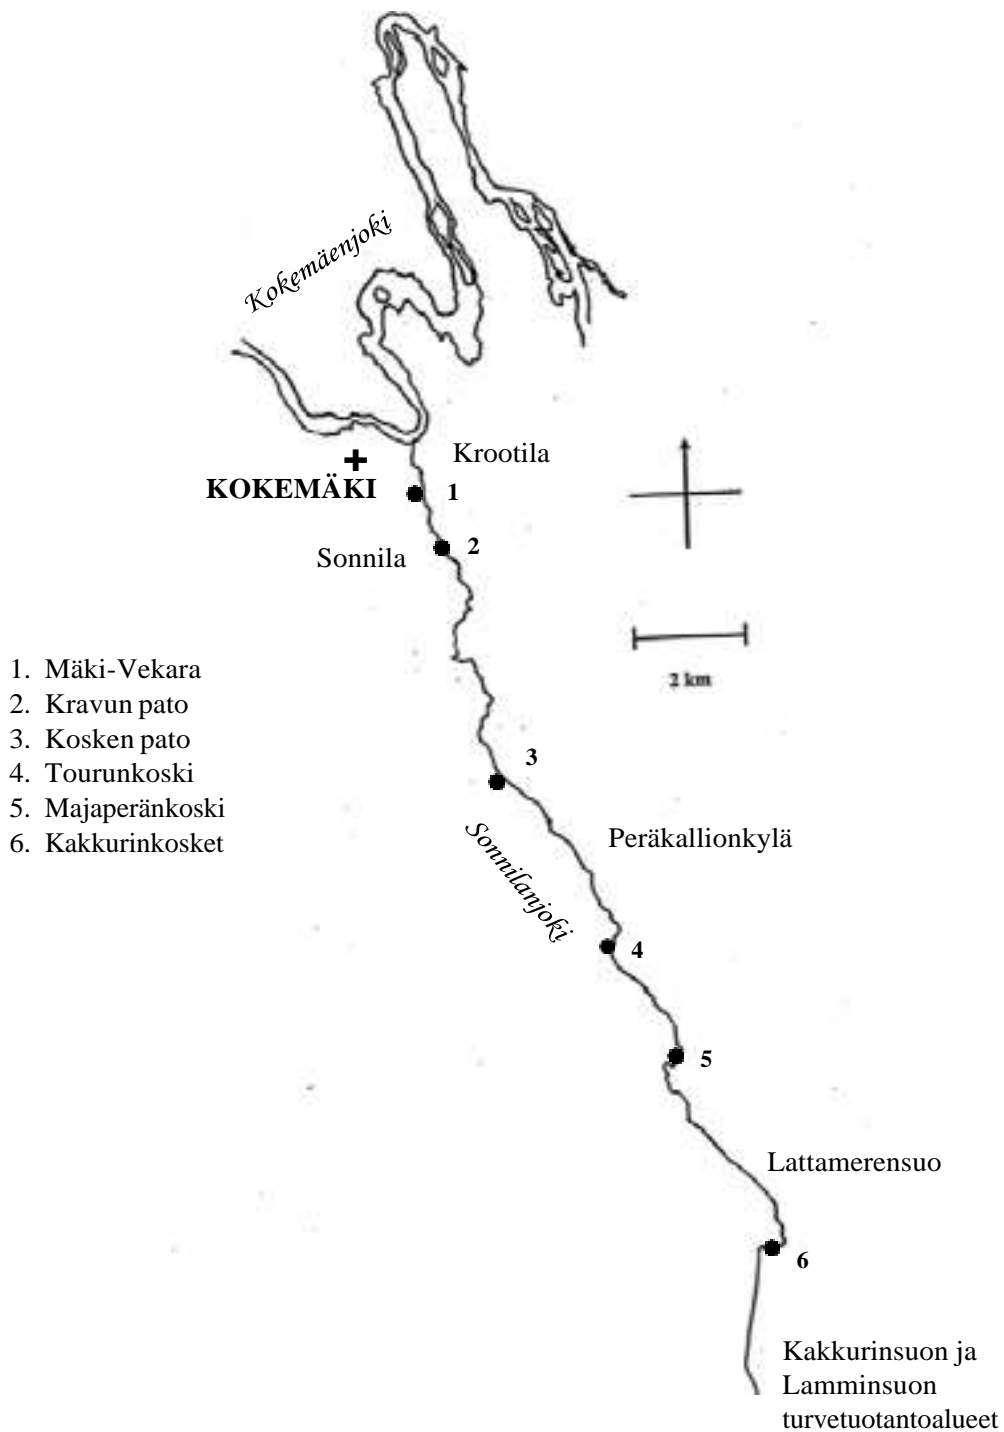 Kokemäenjoki
Krootila
KOKEMÄKI
1
2
Sonnila
2 km
1. Mäki-Vekara
2. Kravun pato
3. Kosken pato
4. Tourunkoski
5. Majaperänkoski
6. Kakkurinkosket
3
Sonnilanjoki
Peräkallionkylä
4
5
Lattamerensuo
6
Kakkurinsuon ja
Lamminsuon
turvetuotantoalueet